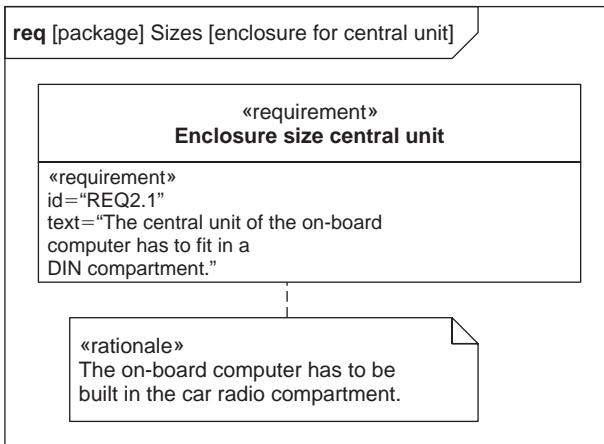 req [package] Sizes [enclosure for central unit]
«requirement»
Enclosure size central unit
«requirement»
id=“REQ2.1”
text=“The central unit of the on-board
computer has to fit in a
DIN compartment.”
«rationale»
The on-board computer has to be
built in the car radio compartment.